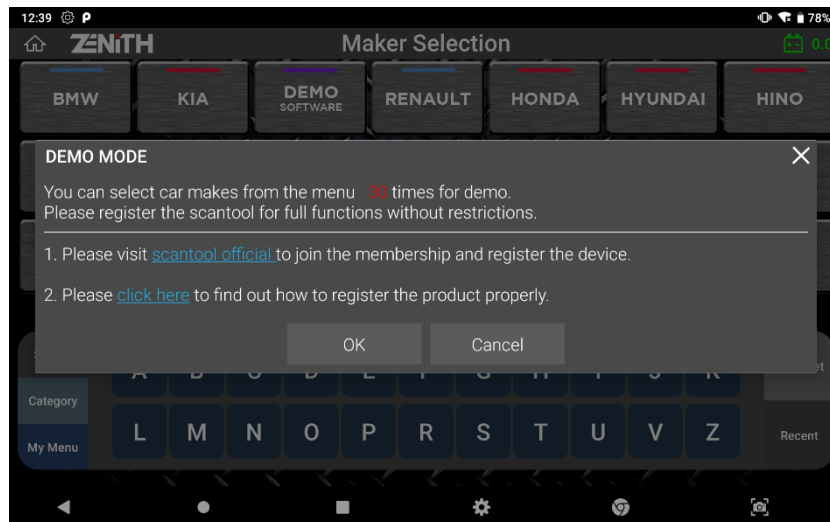 12:39
78%
ZENITH
Maker Selection
0.0
BMW
KIA
DEMO
SOFTWARE
RENAULT
HONDA
HYUNDAI
HINO
DEMO MODE
You can select car makes from the menu 30 times for demo.
Please register the scantool for full functions without restrictions.
1. Please visit scantool official to join the membership and register the device.
2. Please click here to find out how to register the product properly.
OK
Cancel
Category
My Menu
L M N O P R S T U V Z
Recent